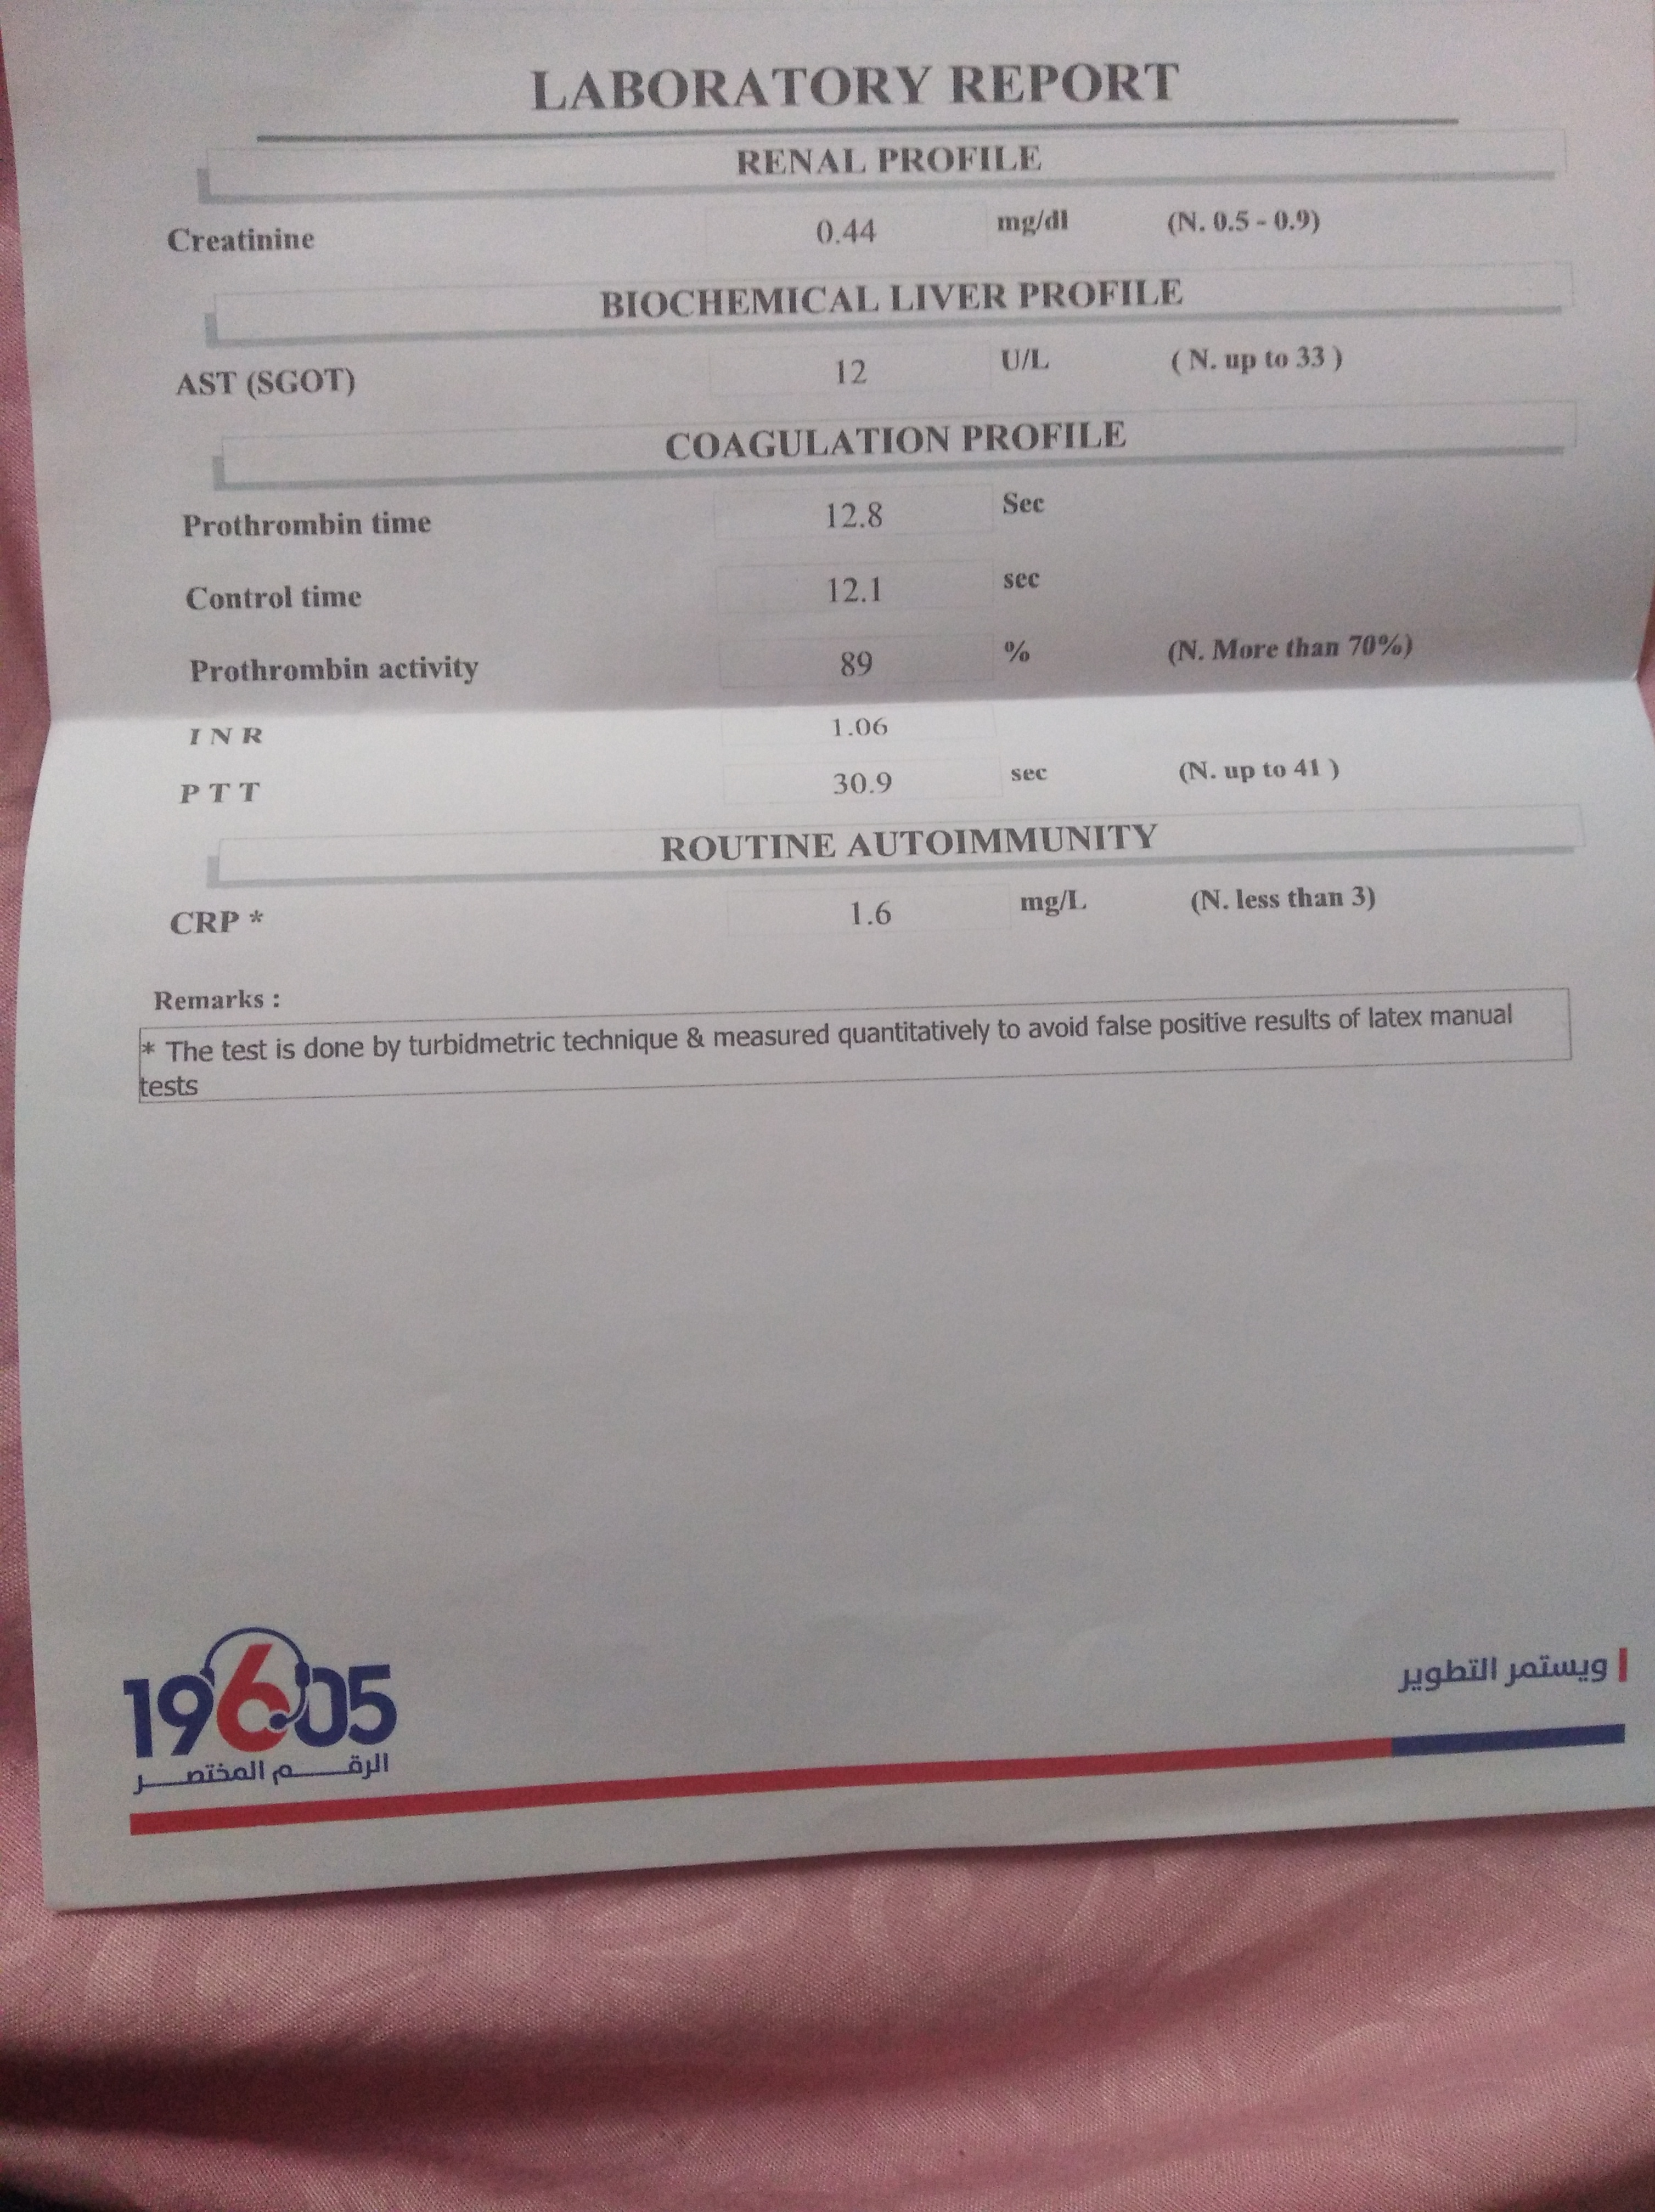 LABORATORY REPORT
RENAL PROFILE
Creatinine 0.44 mg/dl (N. 0.5 - 0.9)
BIOCHEMICAL LIVER PROFILE
AST (SGOT) 12 U/L ( N. up to 33 )
COAGULATION PROFILE
Prothrombin time 12.8 Sec
Control time 12.1 sec
Prothrombin activity 89 % (N. More than 70%)
I N R 1.06
P T T 30.9 sec (N. up to 41 )
ROUTINE AUTOIMMUNITY
CRP * 1.6 mg/L (N. less than 3)
Remarks :
* The test is done by turbidmetric technique & measured quantitatively to avoid false positive results of latex manual
tests
19605
الرقم المختصر
ويستمر التطوير